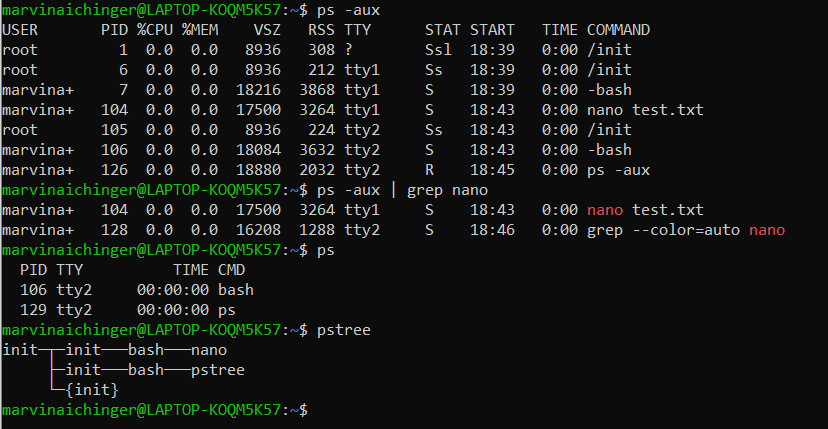 marvinaichinger@LAPTOP-KOQM5K57:~$ ps -aux
USER       PID %CPU %MEM    VSZ   RSS TTY      STAT START   TIME COMMAND
root         1  0.0  0.0   8936   308 ?        Ssl  18:39   0:00 /init
root         6  0.0  0.0   8936   212 tty1     Ss   18:39   0:00 /init
marvina+     7  0.0  0.0  18216  3868 tty1     S    18:39   0:00 -bash
marvina+   104  0.0  0.0  17500  3264 tty1     S    18:43   0:00 nano test.txt
root       105  0.0  0.0   8936   224 tty2     Ss   18:43   0:00 /init
marvina+   106  0.0  0.0  18084  3632 tty2     S    18:43   0:00 -bash
marvina+   126  0.0  0.0  18880  2032 tty2     R    18:45   0:00 ps -aux
marvinaichinger@LAPTOP-KOQM5K57:~$ ps -aux | grep nano
marvina+   104  0.0  0.0  17500  3264 tty1     S    18:43   0:00 nano test.txt
marvina+   128  0.0  0.0  16208  1288 tty2     S    18:46   0:00 grep --color=auto nano
marvinaichinger@LAPTOP-KOQM5K57:~$ ps
  PID TTY          TIME CMD
  106 tty2     00:00:00 bash
  129 tty2     00:00:00 ps
marvinaichinger@LAPTOP-KOQM5K57:~$ pstree
init─┬─init───bash───nano
     ├─init───bash───pstree
     └─{init}
marvinaichinger@LAPTOP-KOQM5K57:~$